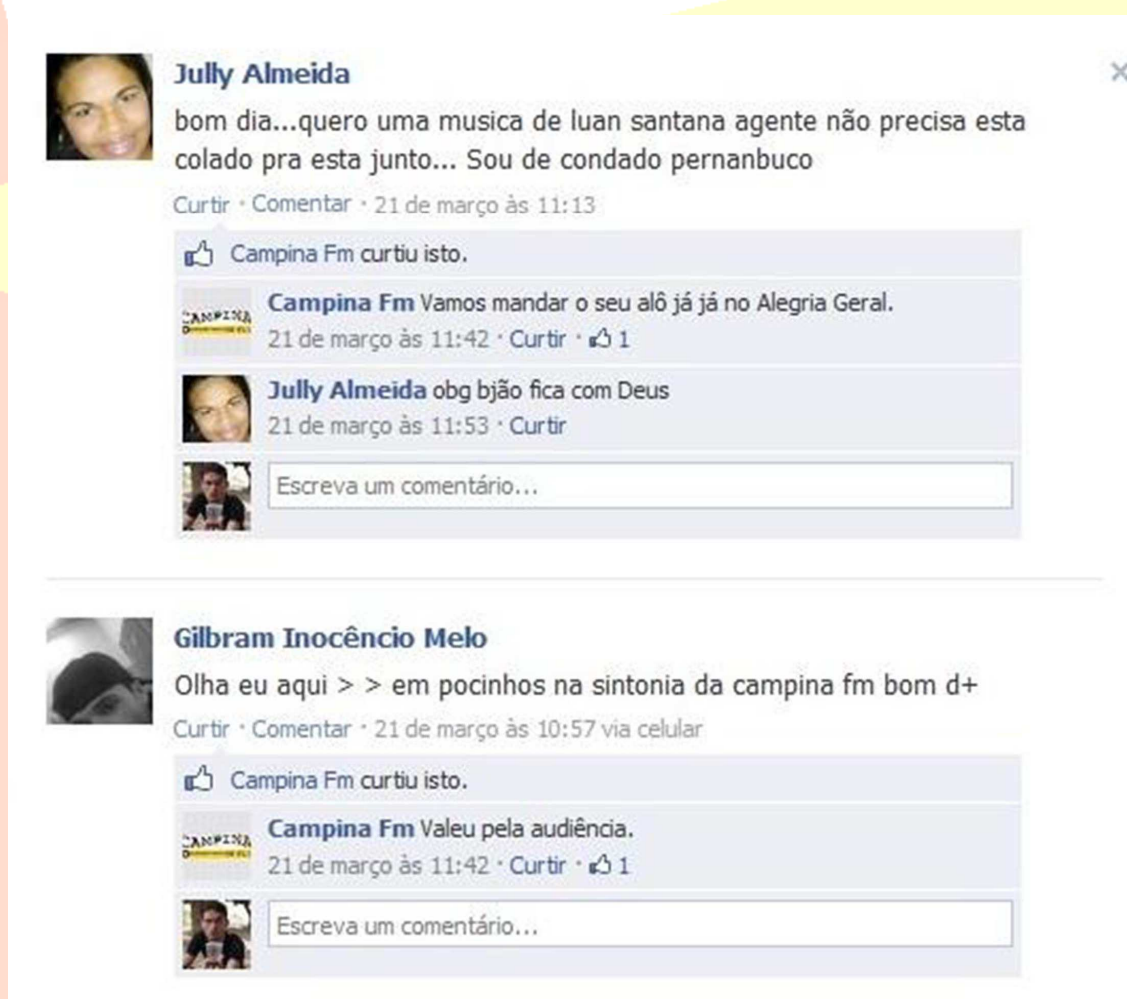 Jully Almeida
bom dia...quero uma musica de luan santana agente não precisa esta
colado pra esta junto... Sou de condado pernanbuco
Curtir · Comentar · 21 de março às 11:13
Campina Fm curtiu isto.
Campina Fm Vamos mandar o seu alô já já no Alegria Geral.
CAMPINA
21 de março às 11:42 · Curtir · 1
Jully Almeida obg bjão fica com Deus
21 de março às 11:53 · Curtir
Escreva um comentário...
Gilbram Inocêncio Melo
Olha eu aqui > > em pocinhos na sintonia da campina fm bom d+
Curtir · Comentar · 21 de março às 10:57 via celular
Campina Fm curtiu isto.
Campina Fm Valeu pela audiência.
CAMPINA
21 de março às 11:42 · Curtir · 1
Escreva um comentário...